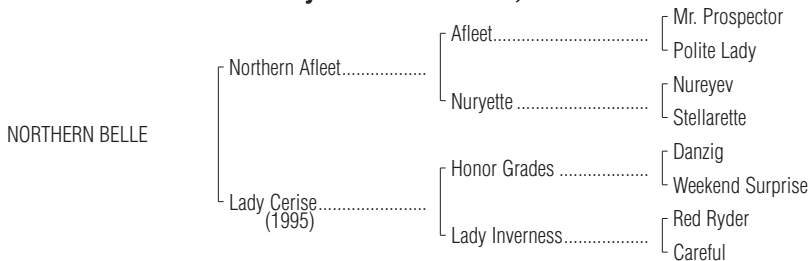 Mr. Prospector
Afleet
Polite Lady
Northern Afleet
Nureyev
Nuryette
Stellarette
NORTHERN BELLE
Danzig
Honor Grades
Weekend Surprise
Lady Cerise
(1995)
Red Ryder
Lady Inverness
Careful